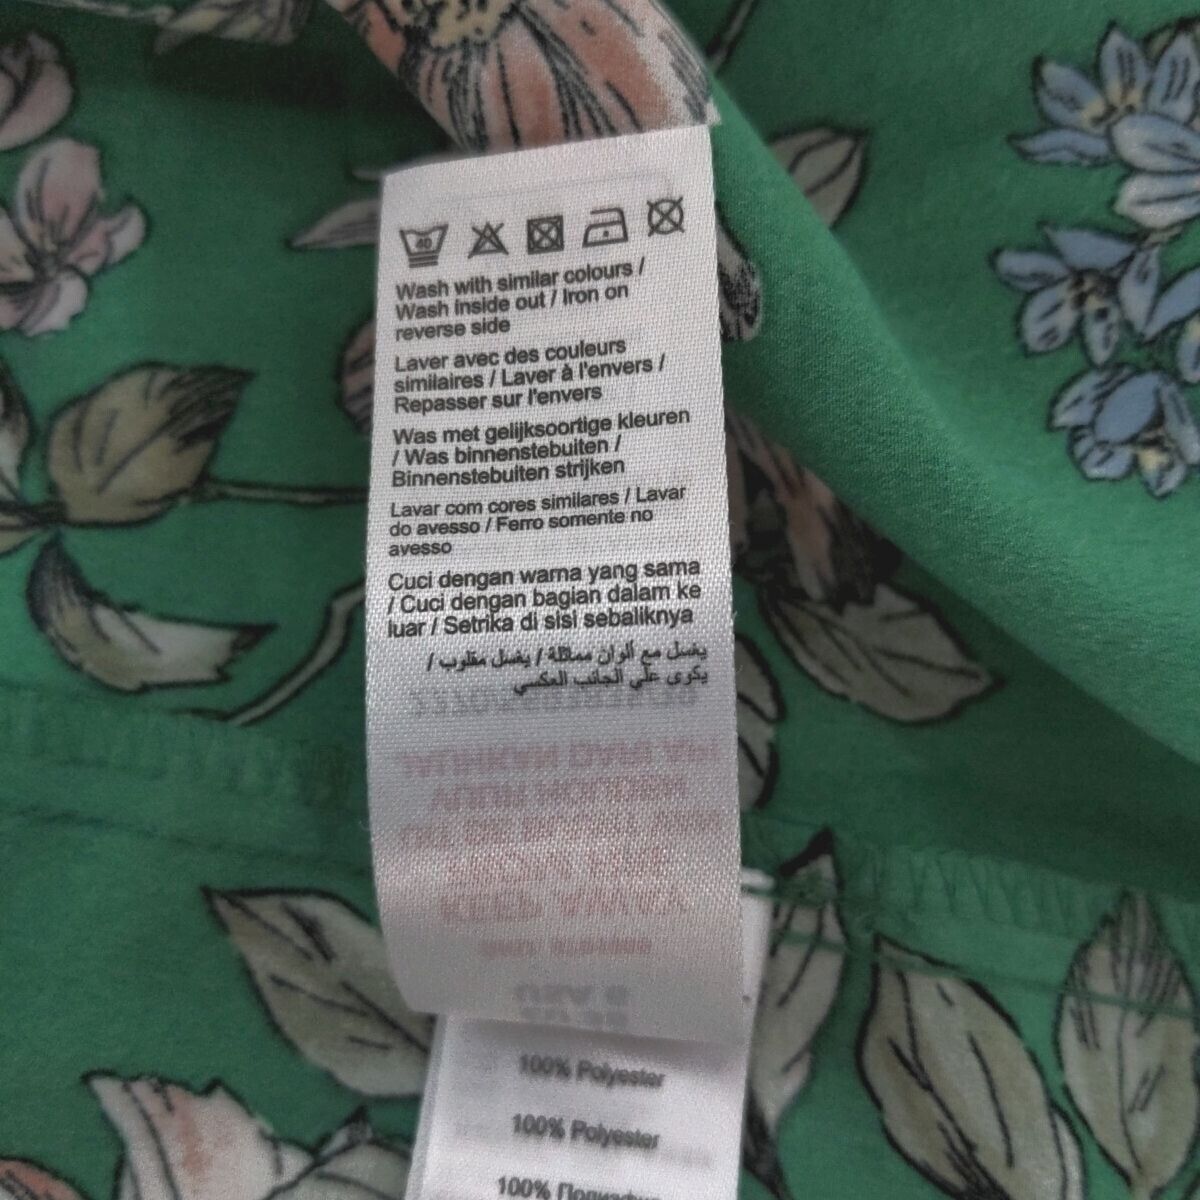 40
Wash with similar colours /
Wash inside out / Iron on
reverse side
Laver avec des couleurs
similaires / Laver à l'envers /
Repasser sur l'envers
Was met gelijksoortige kleuren
/ Was binnenstebuiten /
Binnenstebuiten strijken
Lavar com cores similares / Lavar
do avesso / Ferro somente no
avesso
Cuci dengan warna yang sama
/ Cuci dengan bagian dalam ke
luar / Setrika di sisi sebaliknya
يغسل مع ألوان مماثلة / يغسل مقلوب /
يكوى على الجانب العكسي
100% Polyester
100% Polyester
100%